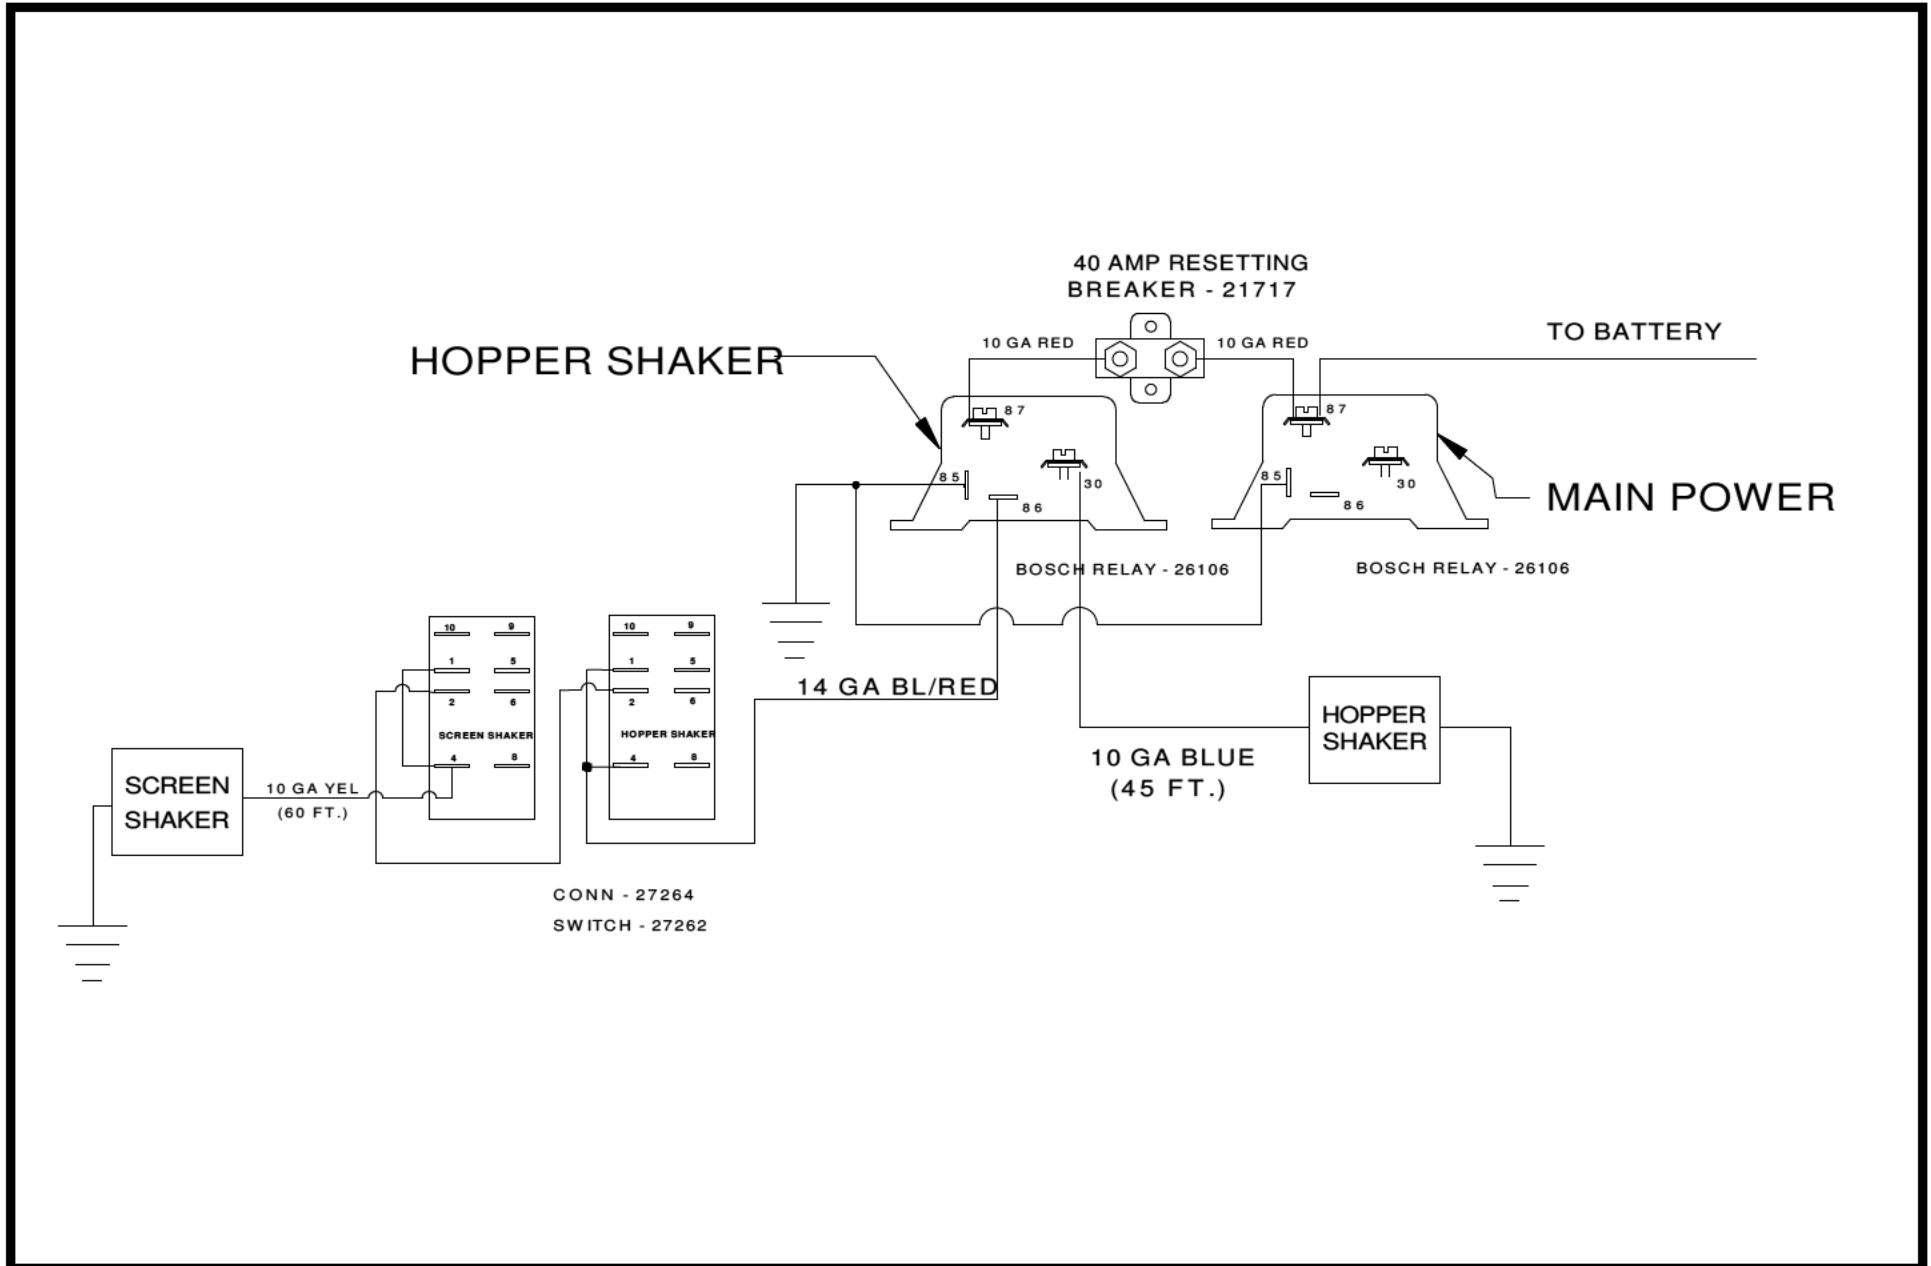 40 AMP RESETTING
BREAKER - 21717
TO BATTERY
10 GA RED
10 GA RED
HOPPER SHAKER
87
87
85
30
86
85
30
86
MAIN POWER
BOSCH RELAY - 26106
BOSCH RELAY - 26106
10
9
1
5
2
6
SCREEN SHAKER
4
8
10
9
1
5
2
6
HOPPER SHAKER
4
8
14 GA BL/RED
HOPPER
SHAKER
10 GA BLUE
(45 FT.)
SCREEN
SHAKER
10 GA YEL
(60 FT.)
CONN - 27264
SWITCH - 27262